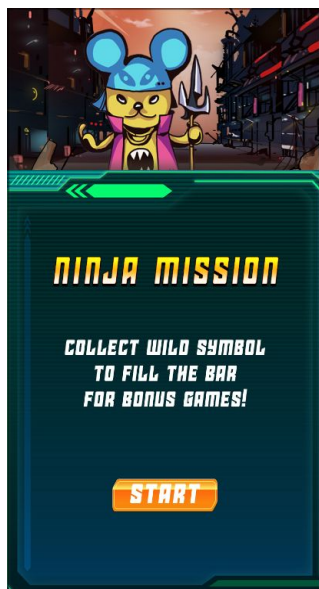 NINJA MISSION
COLLECT WILD SYMBOL
TO FILL THE BAR
FOR BONUS GAMES!
START